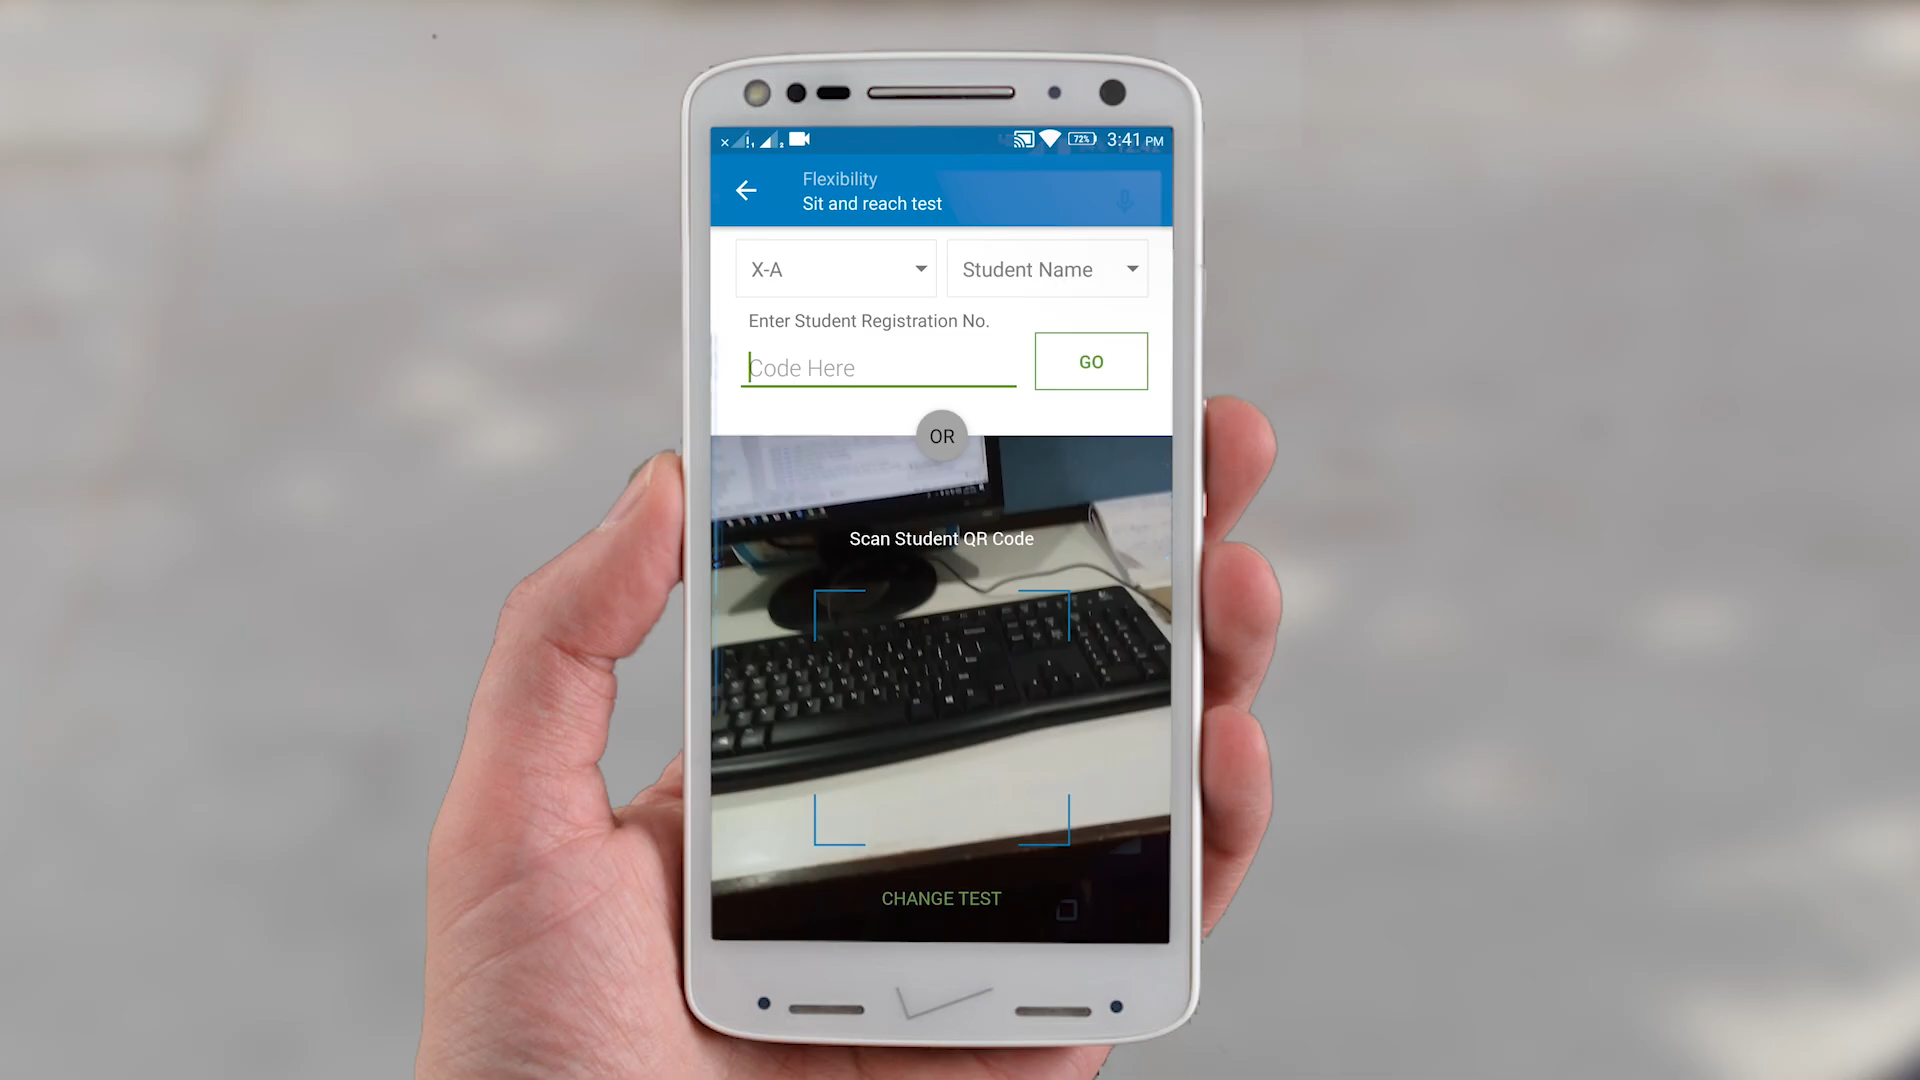 72% 3:41 PM
Flexibility
Sit and reach test
X-A Student Name
Enter Student Registration No.
Code Here GO
OR
Scan Student QR Code
CHANGE TEST